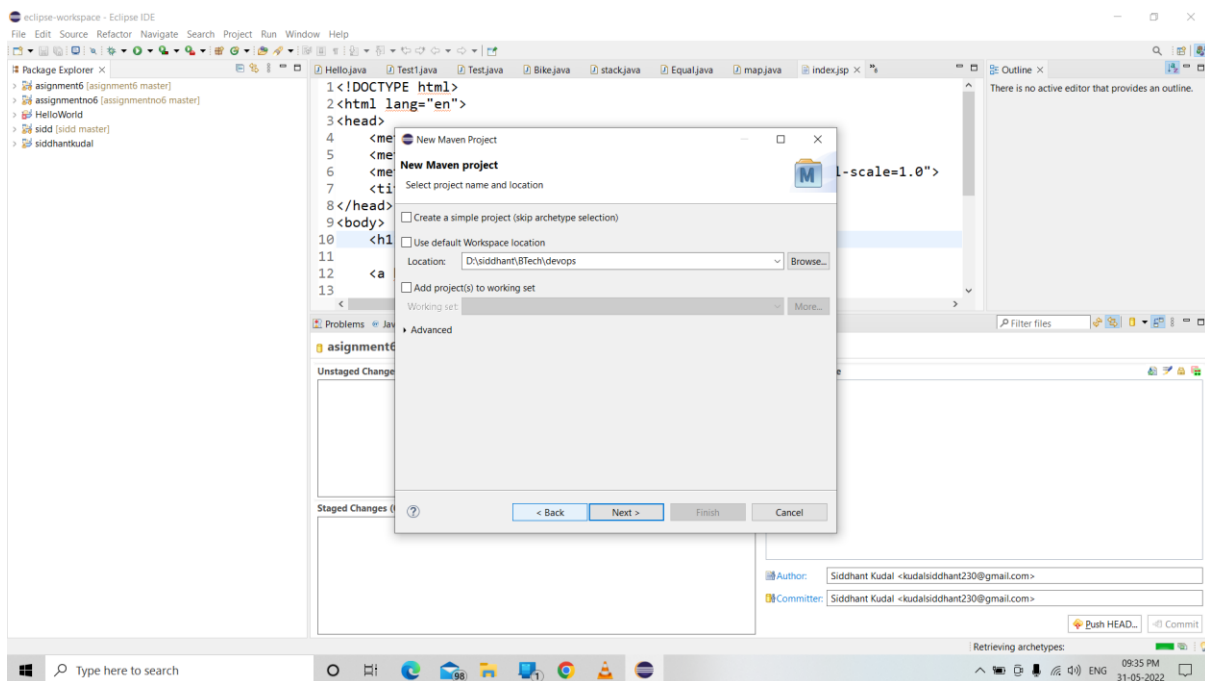 eclipse-workspace - Eclipse IDE
File Edit Source Refactor Navigate Search Project Run Window Help
Package Explorer
asignment6 [asignment6 master]
assignmentno6 [assignmentno6 master]
HelloWorld
sidd [sidd master]
siddhantkudal
Hello.java Test1.java Test.java Bike.java stack.java Equal.java map.java index.jsp
1 <!DOCTYPE html>
2 <html lang="en">
3 <head>
4 <me
5 <me
6 <me l-scale=1.0">
7 <ti
8 </head>
9 <body>
10 <h1
11
12 <a
13
Outline
There is no active editor that provides an outline.
New Maven Project
New Maven project
Select project name and location
M
Create a simple project (skip archetype selection)
Use default Workspace location
Location: D:\siddhant\BTech\devops Browse...
Add project(s) to working set
Working set: More...
Advanced
? < Back Next > Finish Cancel
Problems Jav
Filter files
asignment6
Unstaged Change
Staged Changes (
Author: Siddhant Kudal <kudalsiddhant230@gmail.com>
Committer: Siddhant Kudal <kudalsiddhant230@gmail.com>
Push HEAD... Commit
Retrieving archetypes:
Type here to search
98
1
ENG
09:35 PM
31-05-2022